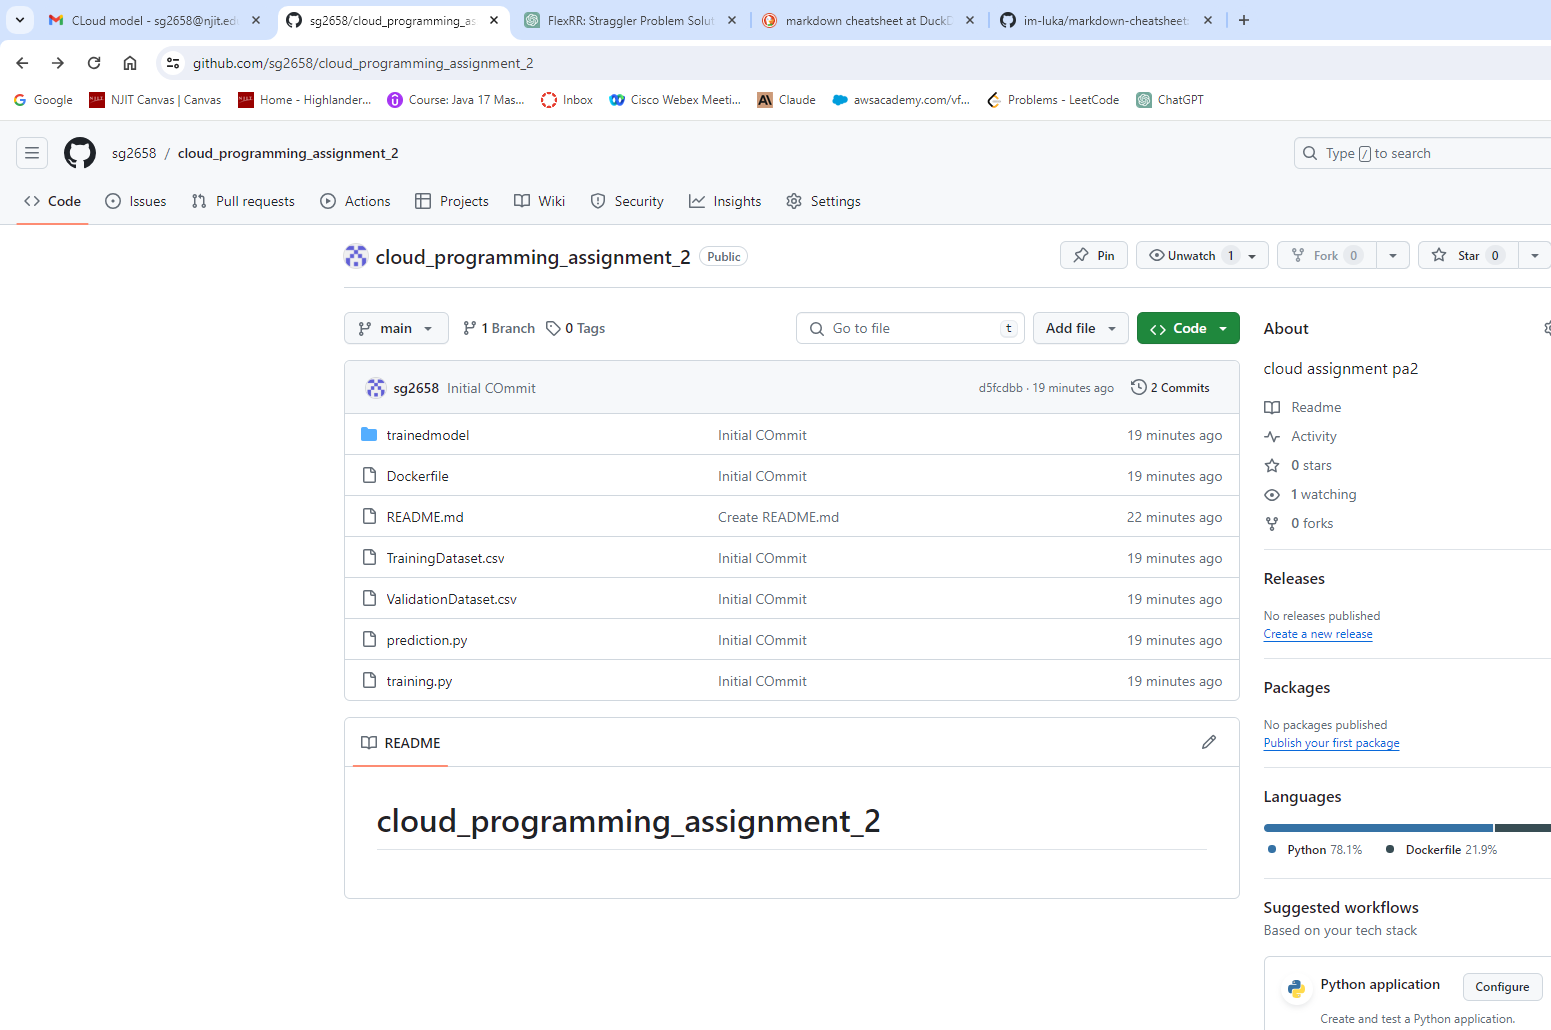 CLoud model - sg2658@njit.edu
sg2658/cloud_programming_as
FlexRR: Straggler Problem Solut
markdown cheatsheet at DuckD
im-luka/markdown-cheatsheet
github.com/sg2658/cloud_programming_assignment_2
Google
NJIT Canvas | Canvas
Home - Highlander...
Course: Java 17 Mas...
Inbox
Cisco Webex Meeti...
Claude
awsacademy.com/vf...
Problems - LeetCode
ChatGPT
sg2658 / cloud_programming_assignment_2
Type / to search
Code
Issues
Pull requests
Actions
Projects
Wiki
Security
Insights
Settings
cloud_programming_assignment_2 Public
Pin
Unwatch 1
Fork 0
Star 0
main
1 Branch
0 Tags
Go to file t
Add file
Code
sg2658 Initial COmmit d5fcdbb · 19 minutes ago 2 Commits
trainedmodel Initial COmmit 19 minutes ago
Dockerfile Initial COmmit 19 minutes ago
README.md Create README.md 22 minutes ago
TrainingDataset.csv Initial COmmit 19 minutes ago
ValidationDataset.csv Initial COmmit 19 minutes ago
prediction.py Initial COmmit 19 minutes ago
training.py Initial COmmit 19 minutes ago
README
cloud_programming_assignment_2
About
cloud assignment pa2
Readme
Activity
0 stars
1 watching
0 forks
Releases
No releases published
Create a new release
Packages
No packages published
Publish your first package
Languages
Python 78.1%
Dockerfile 21.9%
Suggested workflows
Based on your tech stack
Python application
Configure
Create and test a Python application.